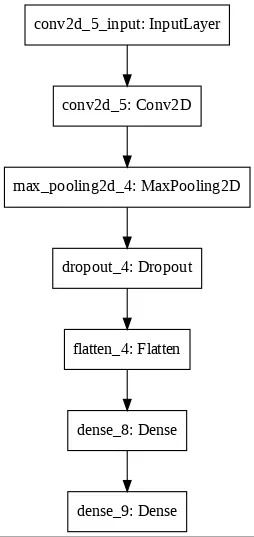 conv2d_5_input: InputLayer
conv2d_5: Conv2D
max_pooling2d_4: MaxPooling2D
dropout_4: Dropout
flatten_4: Flatten
dense_8: Dense
dense_9: Dense